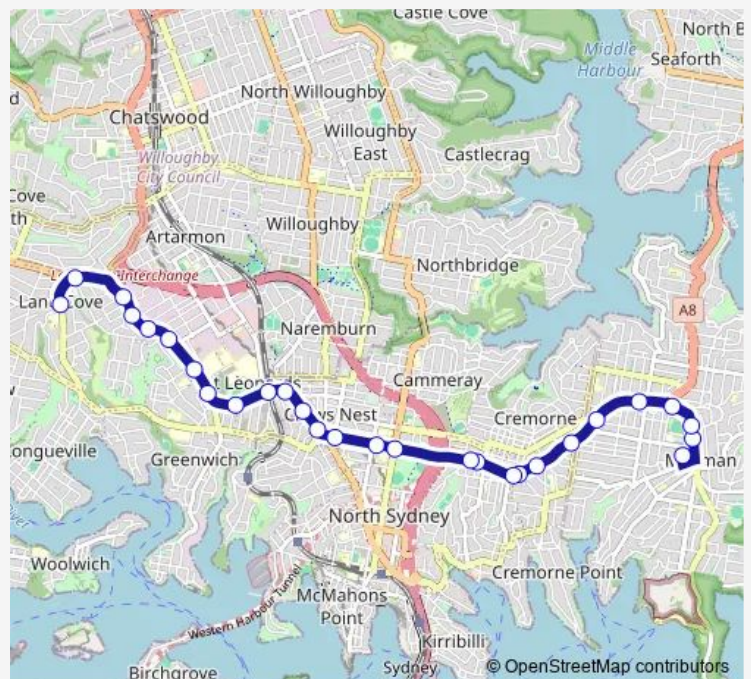 Castle Cove
North B
Middle
Harbour
Seaforth
d
North Willoughby
Chatswood
Willoughby
East
Castlecrag
Willoughby
City Council
Cove
th
Willoughby
Artarmon
Northbridge
Interchange
Lane Cove
A8
Naremburn
St Leonards
Cammeray
Crows Nest
Cremorne
ongueville
Greenwich
Mosman
North Sydney
Woolwich
Cremorne Point
McMahons
Point
Western Harbour Tunnel
Kirribilli
Birchgrove
Sydney
© OpenStreetMap contributors